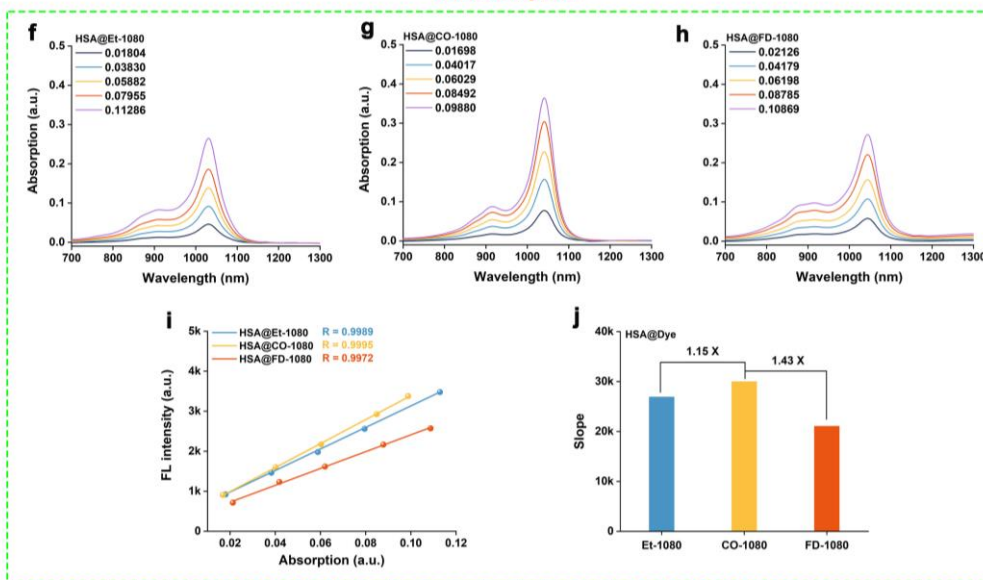 f
HSA@Et-1080
0.01804
0.03830
0.05882
0.07955
0.11286
0.5
0.4
0.3
0.2
0.1
0.0
Absorption (a.u.)
700 800 900 1000 1100 1200 1300
Wavelength (nm)
g
HSA@CO-1080
0.01698
0.04017
0.06029
0.08492
0.09880
0.5
0.4
0.3
0.2
0.1
0.0
Absorption (a.u.)
700 800 900 1000 1100 1200 1300
Wavelength (nm)
h
HSA@FD-1080
0.02126
0.04179
0.06198
0.08785
0.10869
0.5
0.4
0.3
0.2
0.1
0.0
Absorption (a.u.)
700 800 900 1000 1100 1200 1300
Wavelength (nm)
i
HSA@Et-1080 R = 0.9989
HSA@CO-1080 R = 0.9995
HSA@FD-1080 R = 0.9972
5k
4k
3k
2k
1k
0
FL intensity (a.u.)
0.02 0.04 0.06 0.08 0.10 0.12
Absorption (a.u.)
j
HSA@Dye
1.15 X
1.43 X
40k
30k
20k
10k
0
Slope
Et-1080 CO-1080 FD-1080